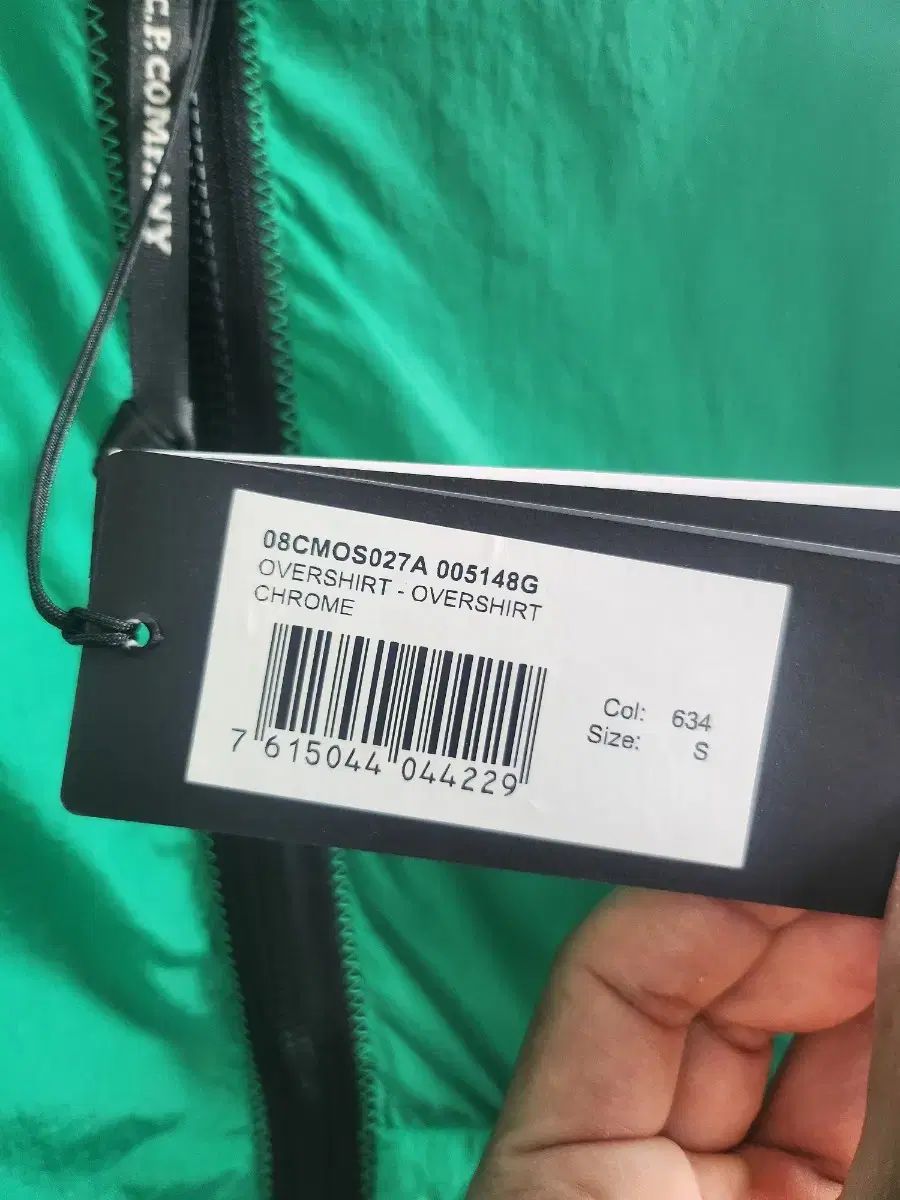 C.P. COMPANY
08CMOS027A 005148G
OVERSHIRT - OVERSHIRT
CHROME
Col: 634
Size: S
7 615044 044229